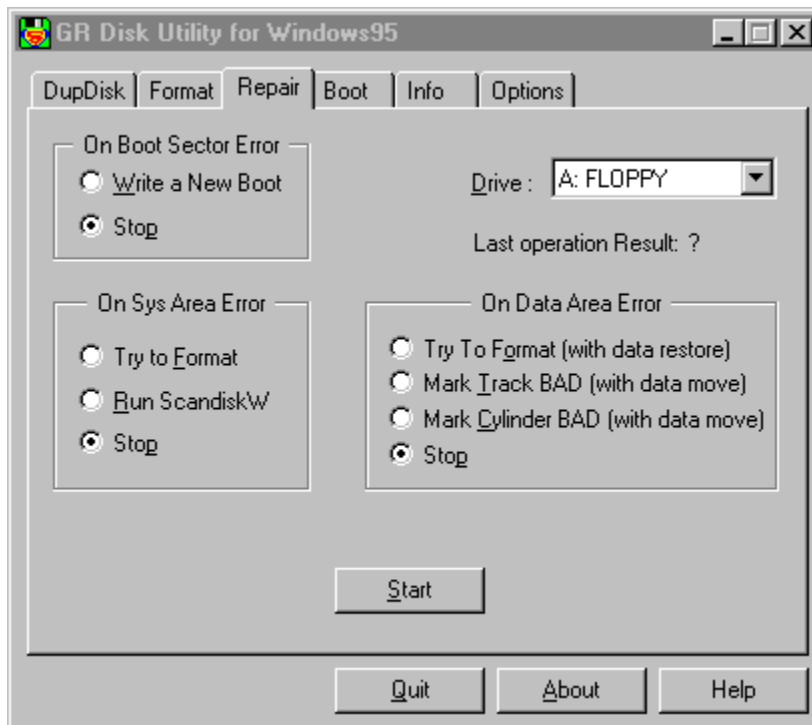 GR Disk Utility for Windows95
DupDisk Format Repair Boot Info Options
On Boot Sector Error
Write a New Boot
Stop
Drive : A: FLOPPY
Last operation Result: ?
On Sys Area Error
Try to Format
Run ScandiskW
Stop
On Data Area Error
Try To Format (with data restore)
Mark Track BAD (with data move)
Mark Cylinder BAD (with data move)
Stop
Start
Quit About Help